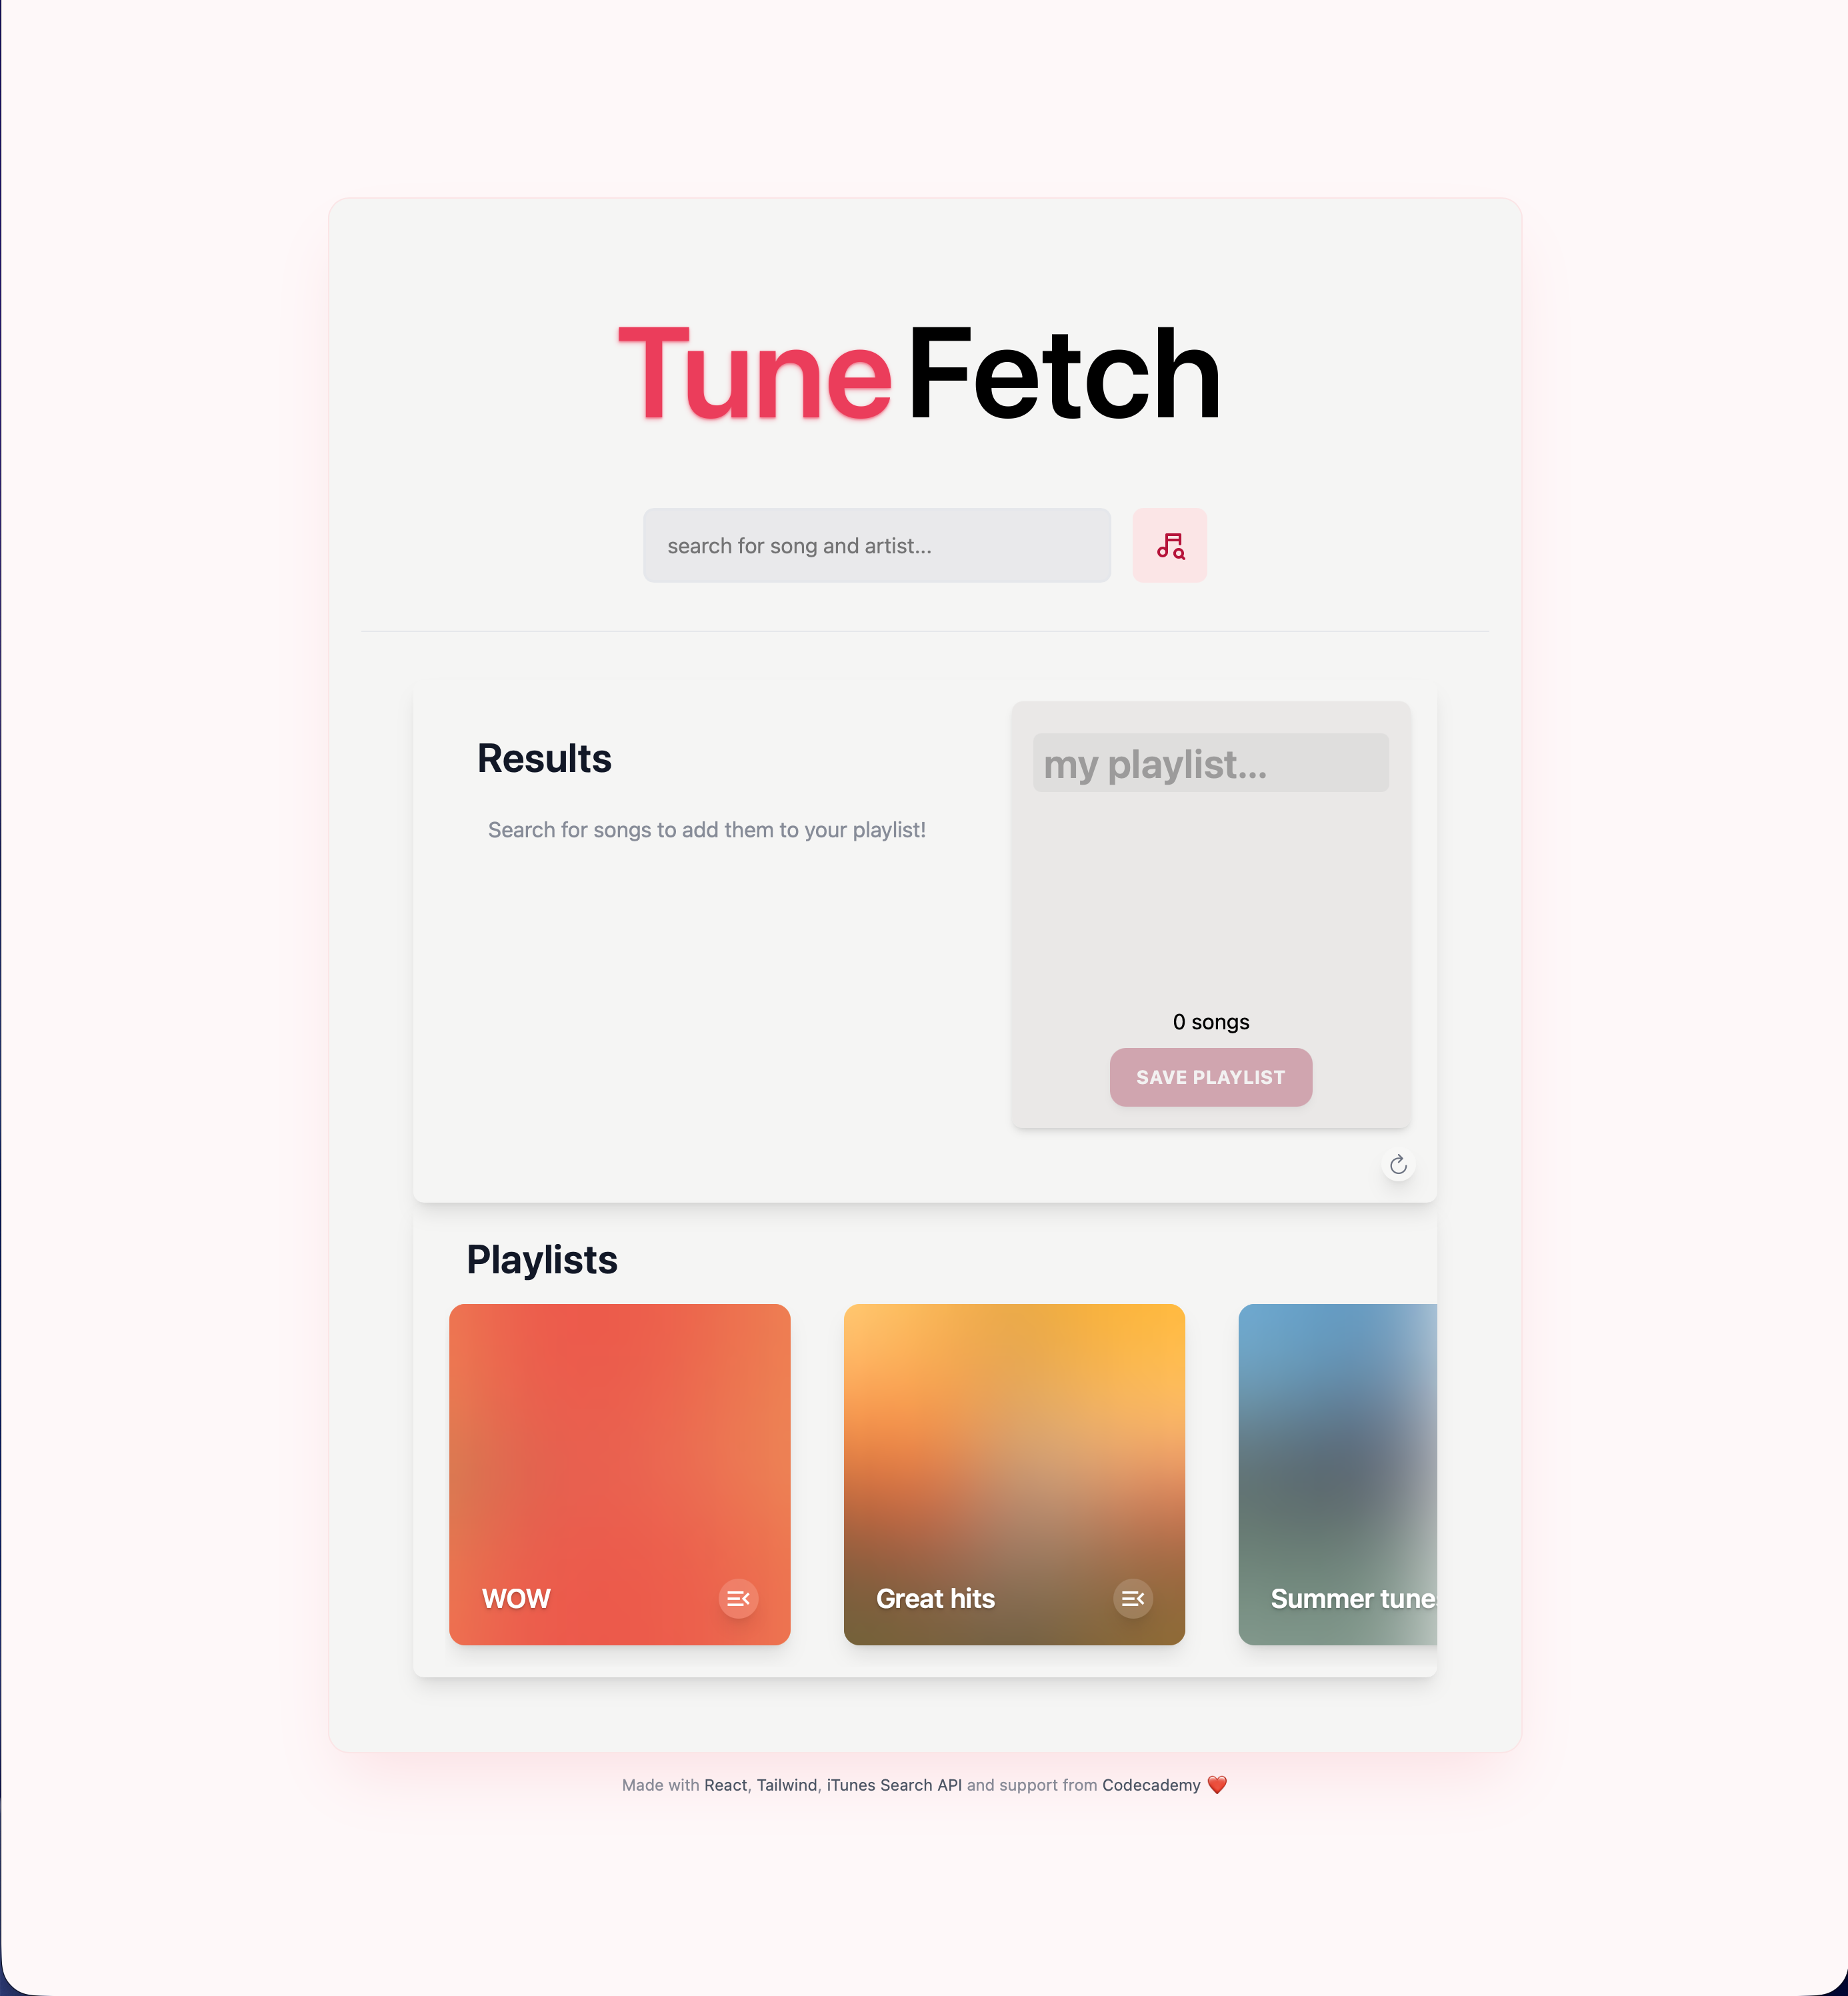 TuneFetch
search for song and artist...
Results
my playlist...
Search for songs to add them to your playlist!
0 songs
SAVE PLAYLIST
Playlists
WOW
Great hits
Summer tunes
Made with React, Tailwind, iTunes Search API and support from Codecademy ❤️